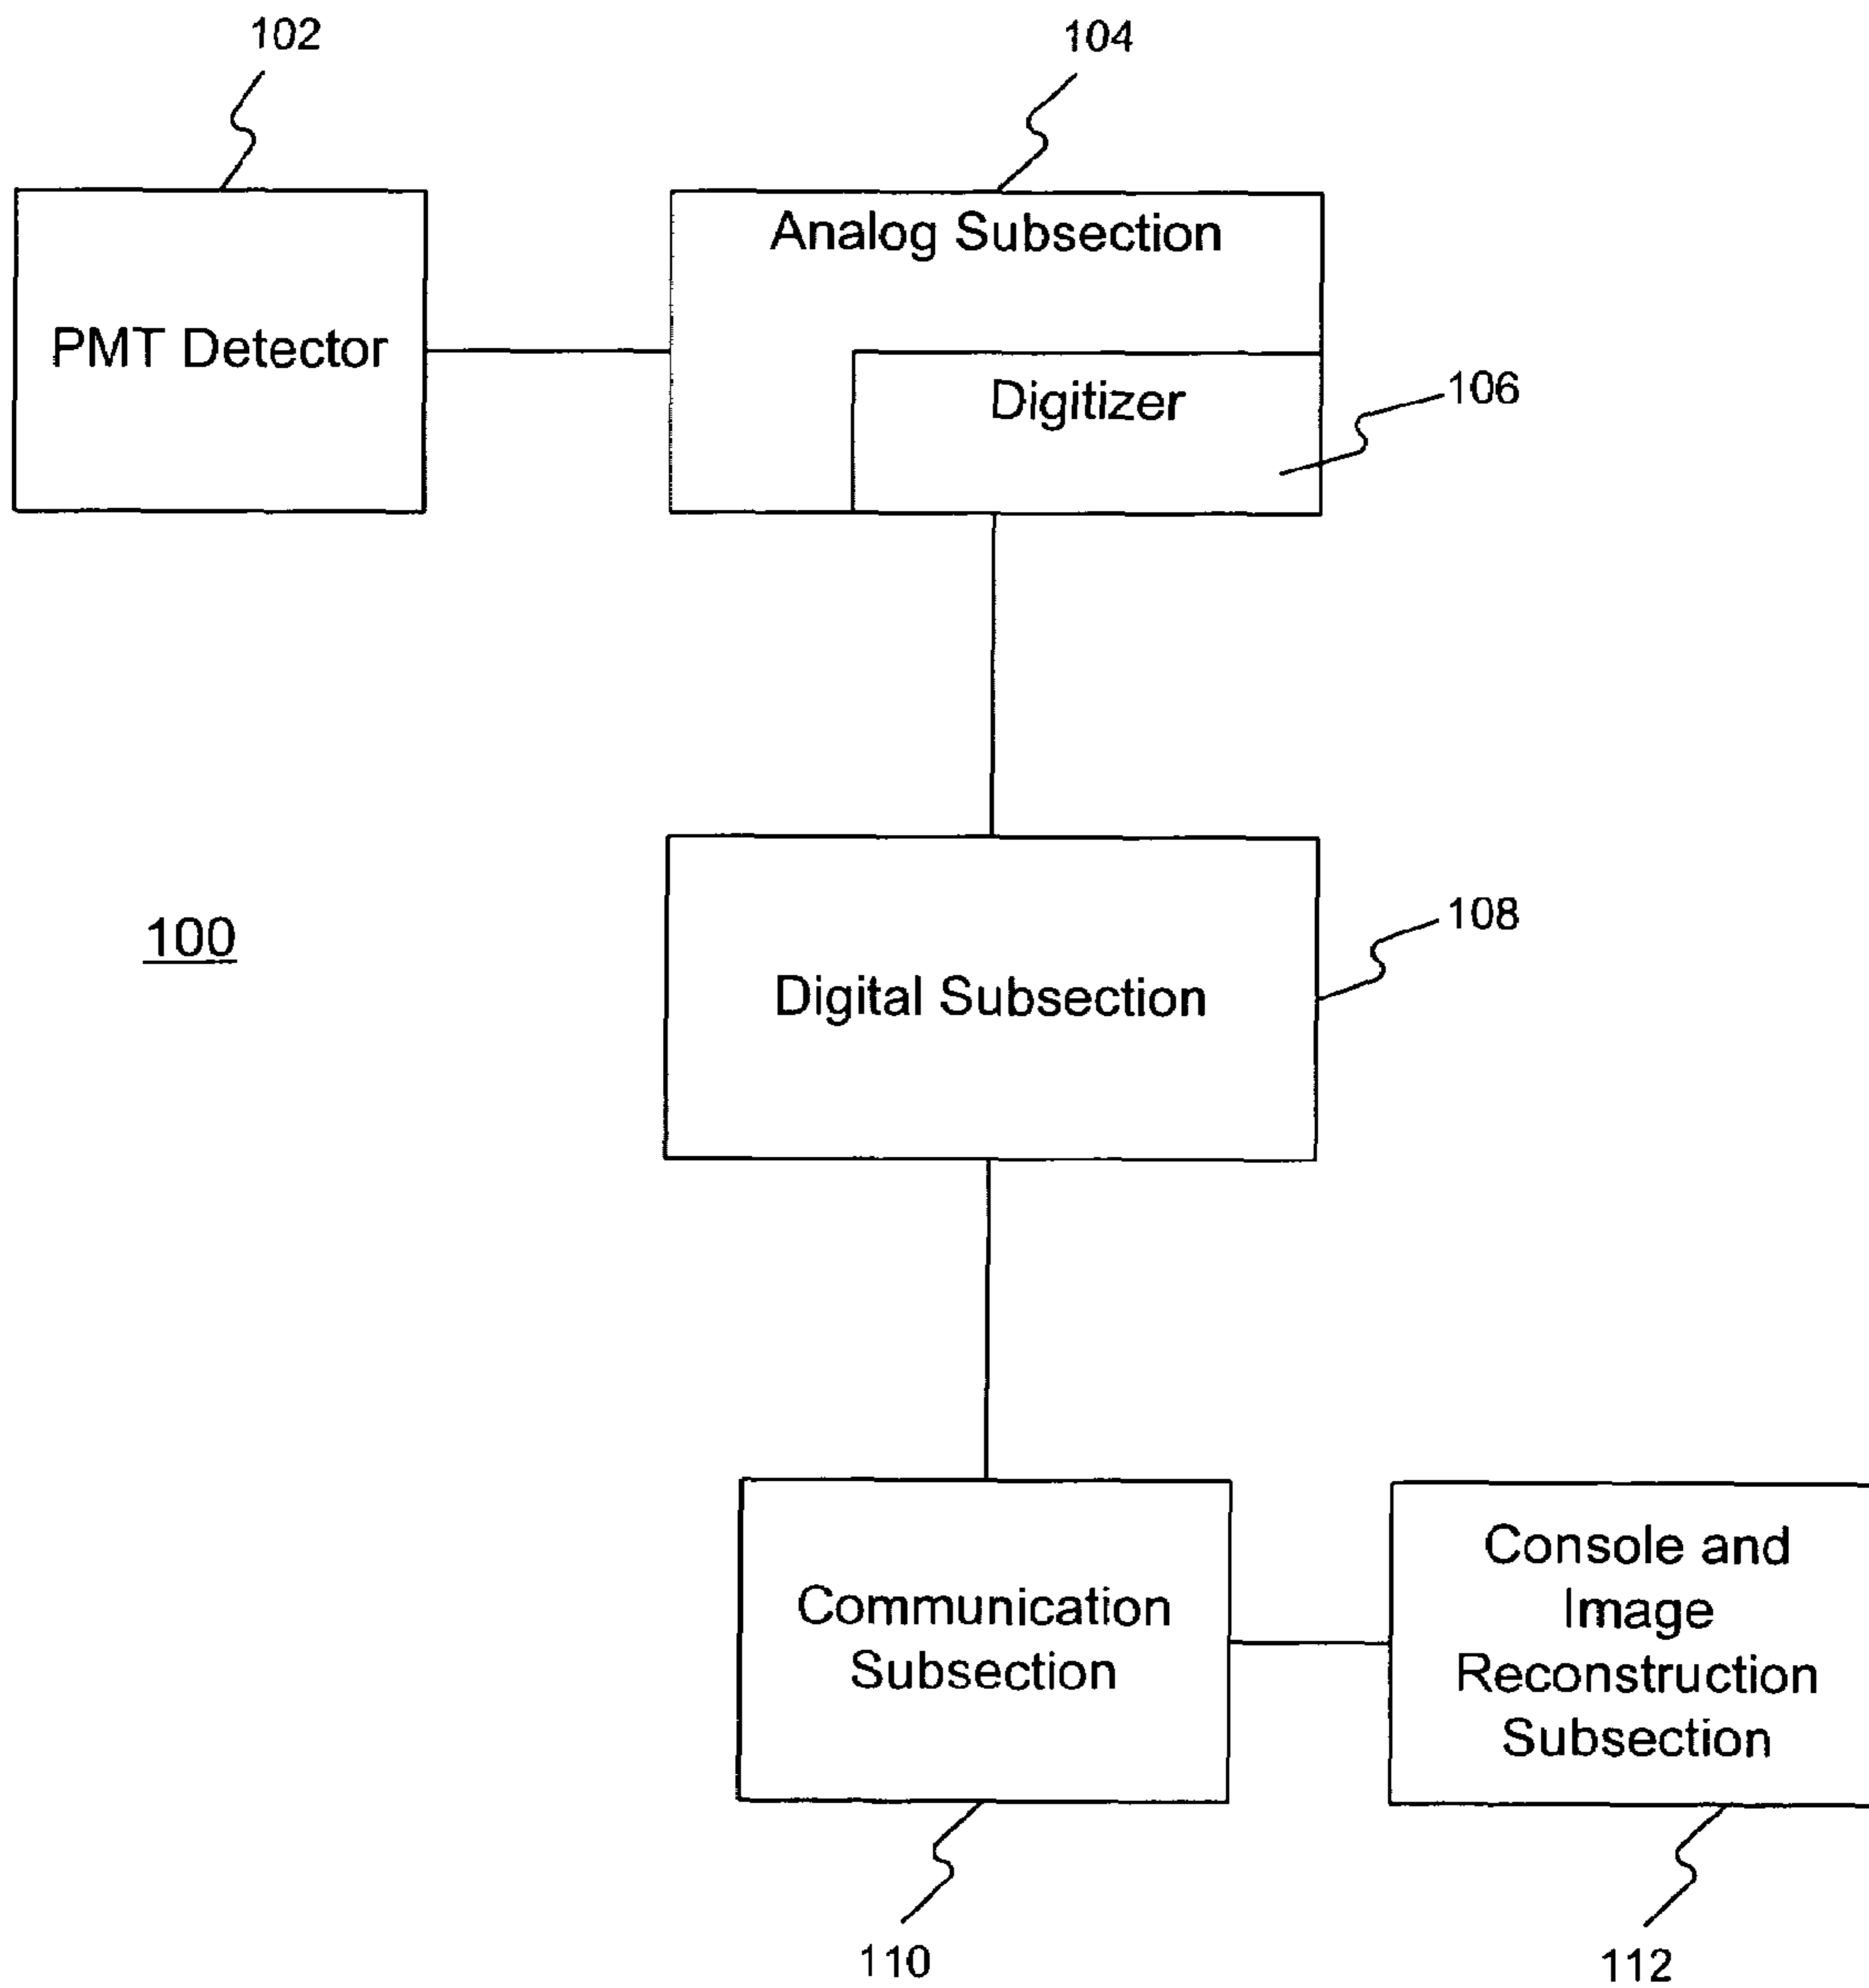 102
104
PMT Detector
Analog Subsection
Digitizer
106
100
Digital Subsection
108
Communication
Subsection
Console and
Image
Reconstruction
Subsection
110
112